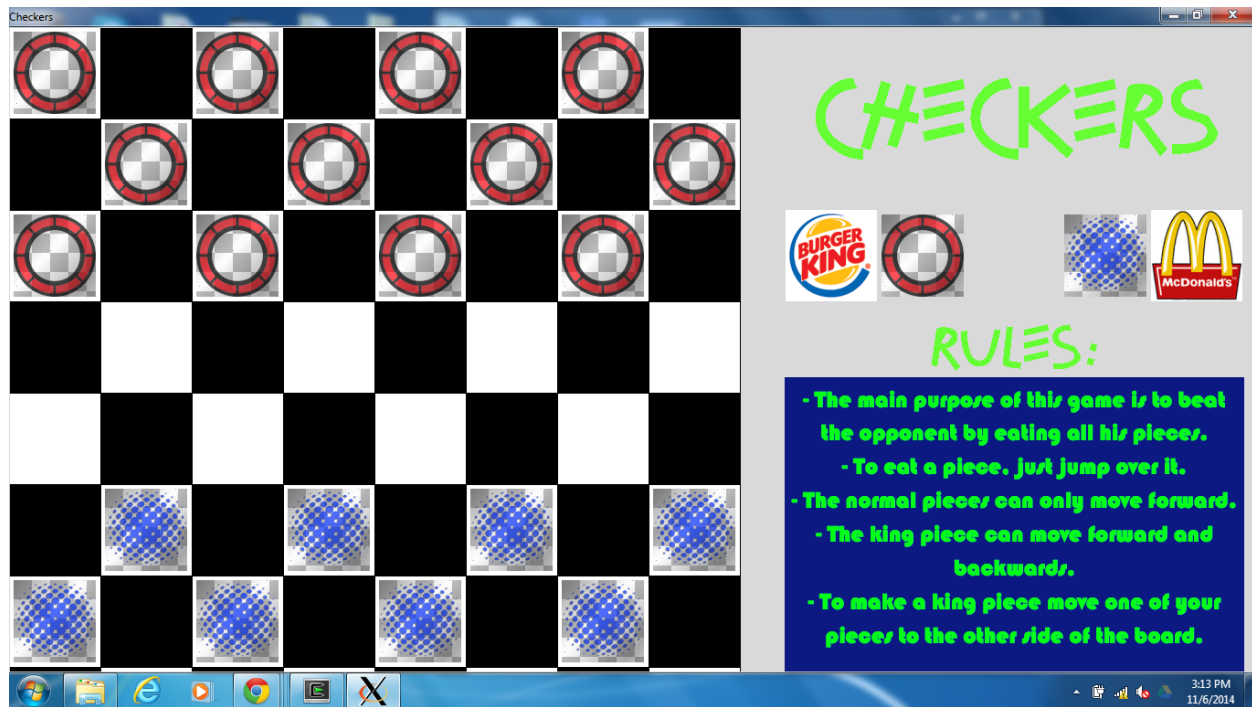 Checkers
CHECKERS
BURGER
KING
McDonald's
RULES:
- The main purpose of this game is to beat
the opponent by eating all his pieces.
- To eat a piece, just jump over it.
- The normal pieces can only move forward.
- The king piece can move forward and
backwards.
- To make a king piece move one of your
pieces to the other side of the board.
3:13 PM
11/6/2014